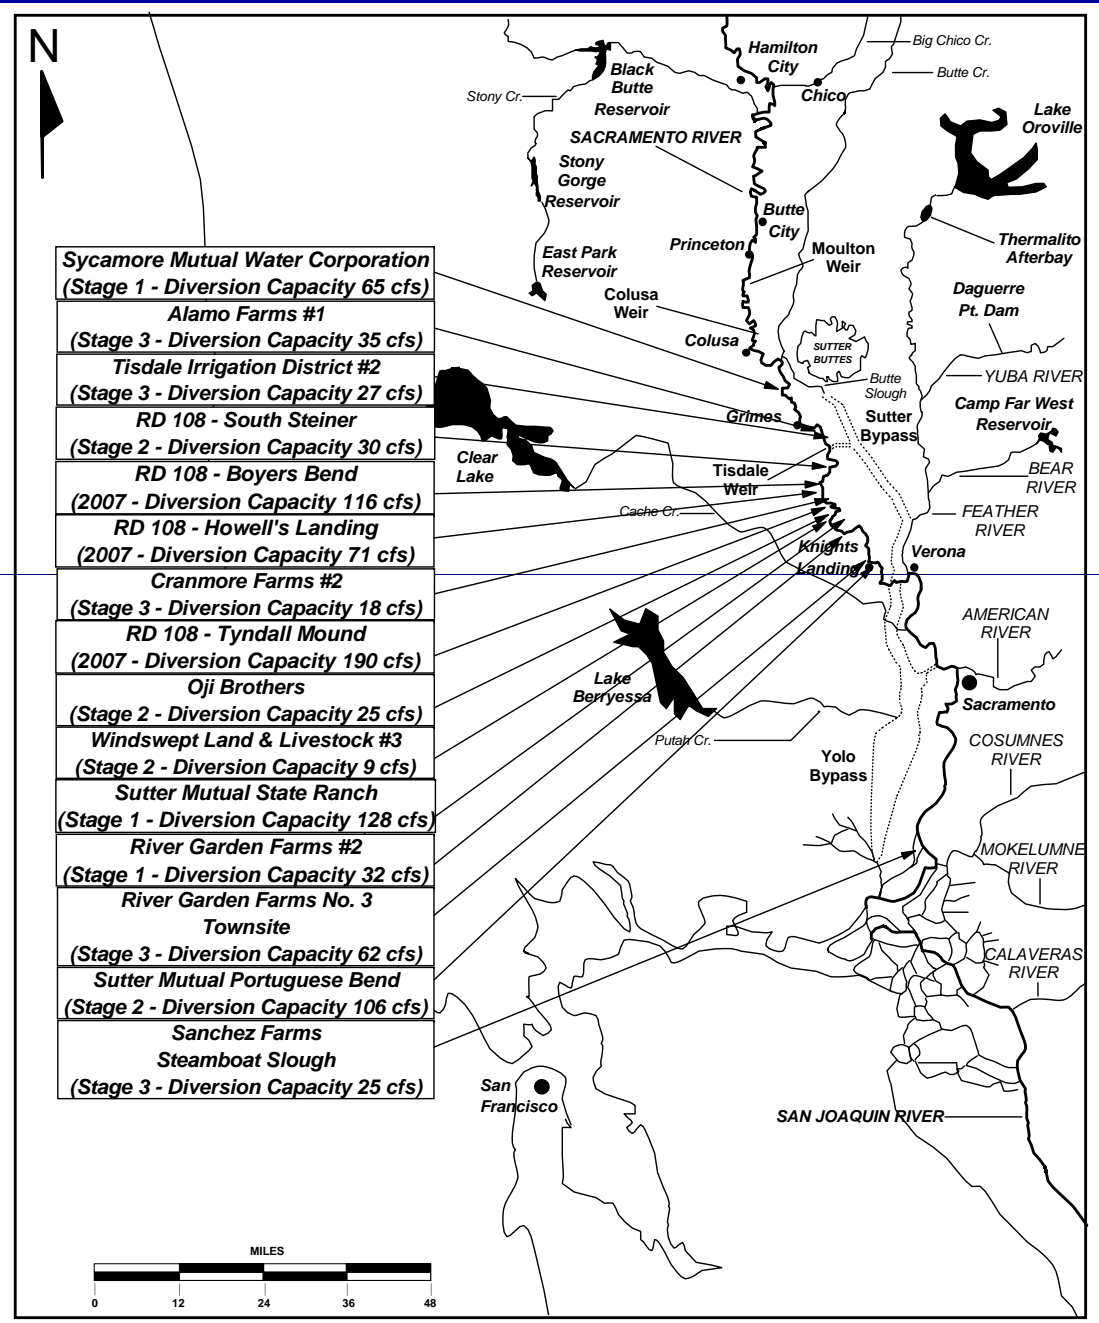 N
Hamilton
City
Big Chico Cr.
Butte Cr.
Black
Butte
Reservoir
Stony Cr.
Chico
Lake
Oroville
SACRAMENTO RIVER
Stony
Gorge
Reservoir
Butte
City
Princeton
Moulton
Weir
Thermalito
Afterbay
East Park
Reservoir
Colusa
Weir
Daguerre
Pt. Dam
Colusa
SUTTER
BUTTES
Butte
Slough
YUBA RIVER
Grimes
Sutter
Bypass
Camp Far West
Reservoir
Clear
Lake
Tisdale
Weir
BEAR
RIVER
Cache Cr.
FEATHER
RIVER
Knights
Landing
Verona
AMERICAN
RIVER
Lake
Berryessa
Sacramento
Putah Cr.
Yolo
Bypass
COSUMNES
RIVER
MOKELUMNE
RIVER
CALAVERAS
RIVER
San
Francisco
SAN JOAQUIN RIVER
Sycamore Mutual Water Corporation
(Stage 1 - Diversion Capacity 65 cfs)
Alamo Farms #1
(Stage 3 - Diversion Capacity 35 cfs)
Tisdale Irrigation District #2
(Stage 3 - Diversion Capacity 27 cfs)
RD 108 - South Steiner
(Stage 2 - Diversion Capacity 30 cfs)
RD 108 - Boyers Bend
(2007 - Diversion Capacity 116 cfs)
RD 108 - Howell's Landing
(2007 - Diversion Capacity 71 cfs)
Cranmore Farms #2
(Stage 3 - Diversion Capacity 18 cfs)
RD 108 - Tyndall Mound
(2007 - Diversion Capacity 190 cfs)
Oji Brothers
(Stage 2 - Diversion Capacity 25 cfs)
Windswept Land & Livestock #3
(Stage 2 - Diversion Capacity 9 cfs)
Sutter Mutual State Ranch
(Stage 1 - Diversion Capacity 128 cfs)
River Garden Farms #2
(Stage 1 - Diversion Capacity 32 cfs)
River Garden Farms No. 3
Townsite
(Stage 3 - Diversion Capacity 62 cfs)
Sutter Mutual Portuguese Bend
(Stage 2 - Diversion Capacity 106 cfs)
Sanchez Farms
Steamboat Slough
(Stage 3 - Diversion Capacity 25 cfs)
MILES
0 12 24 36 48